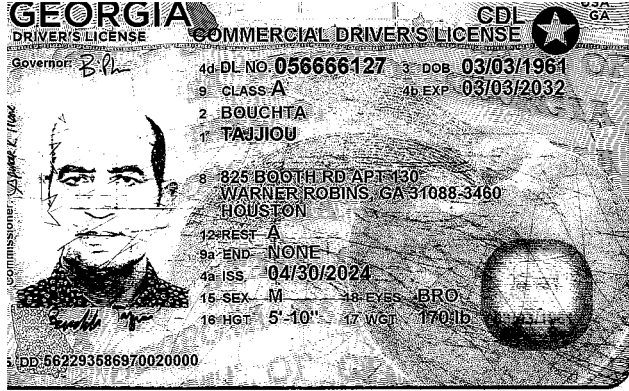 GEORGIA
DRIVER'S LICENSE
CDL
COMMERCIAL DRIVER'S LICENSE
USA
GA
Governor:
4d DL NO. 056666127 3 DOB 03/03/1961
9 CLASS A 4b EXP 03/03/2032
2 BOUCHTA
1 TAJJIOU
8 825 BOOTH RD APT 130
WARNER ROBINS, GA 31088-3460
HOUSTON
12 REST A
9a END NONE
4a ISS 04/30/2024
15 SEX M 18 EYES BRO
16 HGT 5'-10" 17 WGT 170 lb
Commissioner:
5 DD 562293586970020000